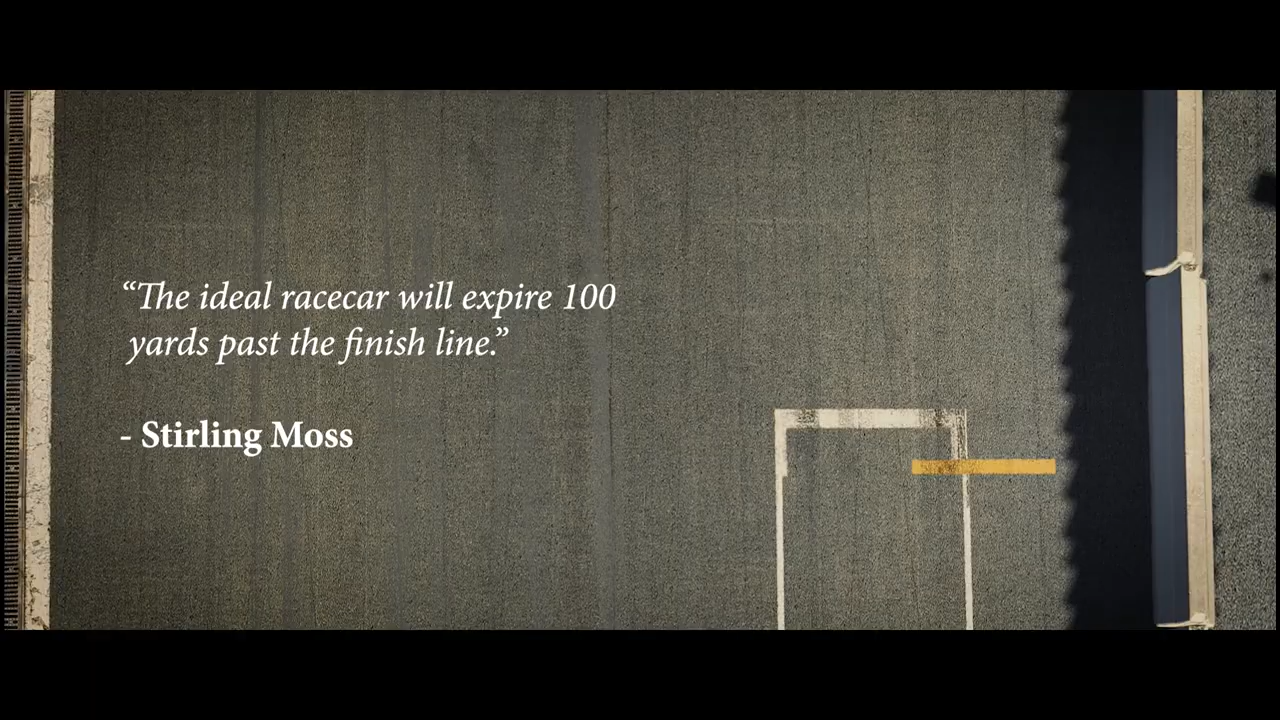 “The ideal racecar will expire 100
yards past the finish line.”
- Stirling Moss